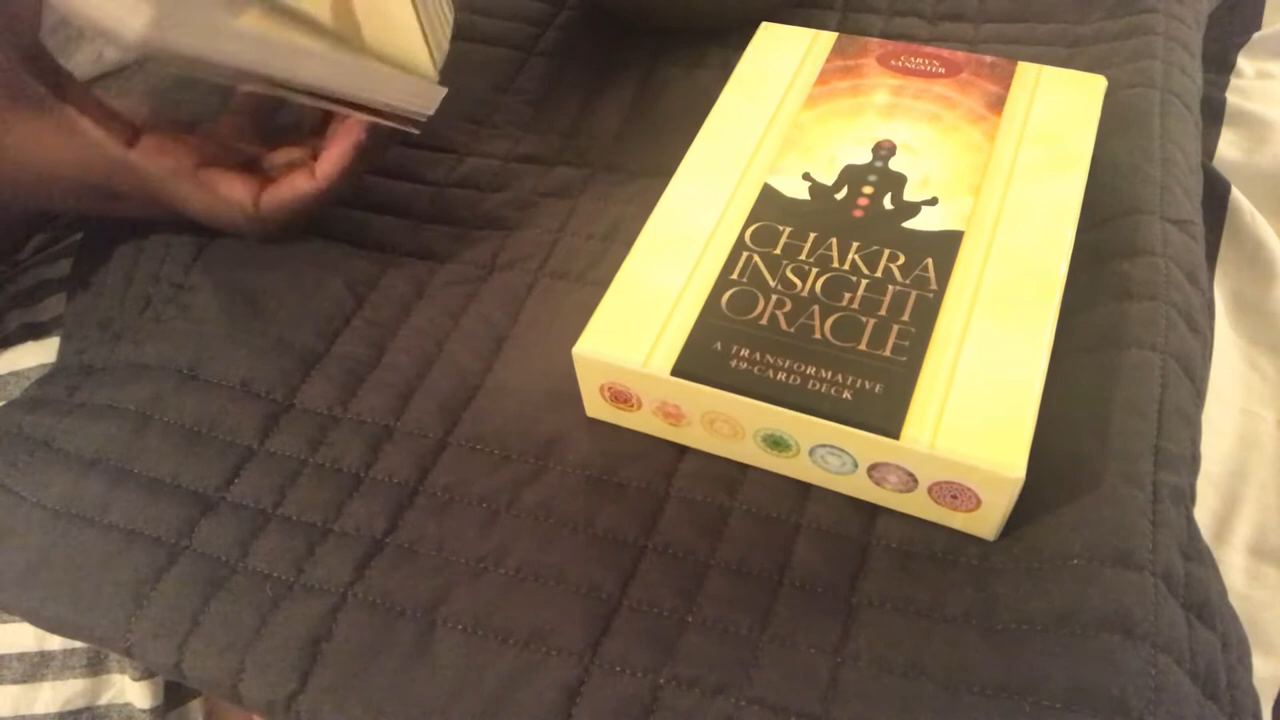 CARYN
SANGSTER
CHAKRA
INSIGHT
ORACLE
A TRANSFORMATIVE
49-CARD DECK